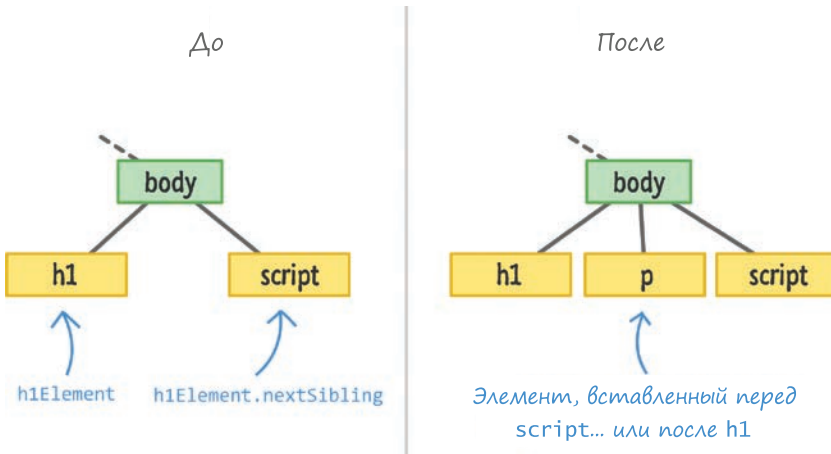 До
body
h1
script
h1Element
h1Element.nextSibling
После
body
h1
p
script
Элемент, вставленный перед
script... или после h1